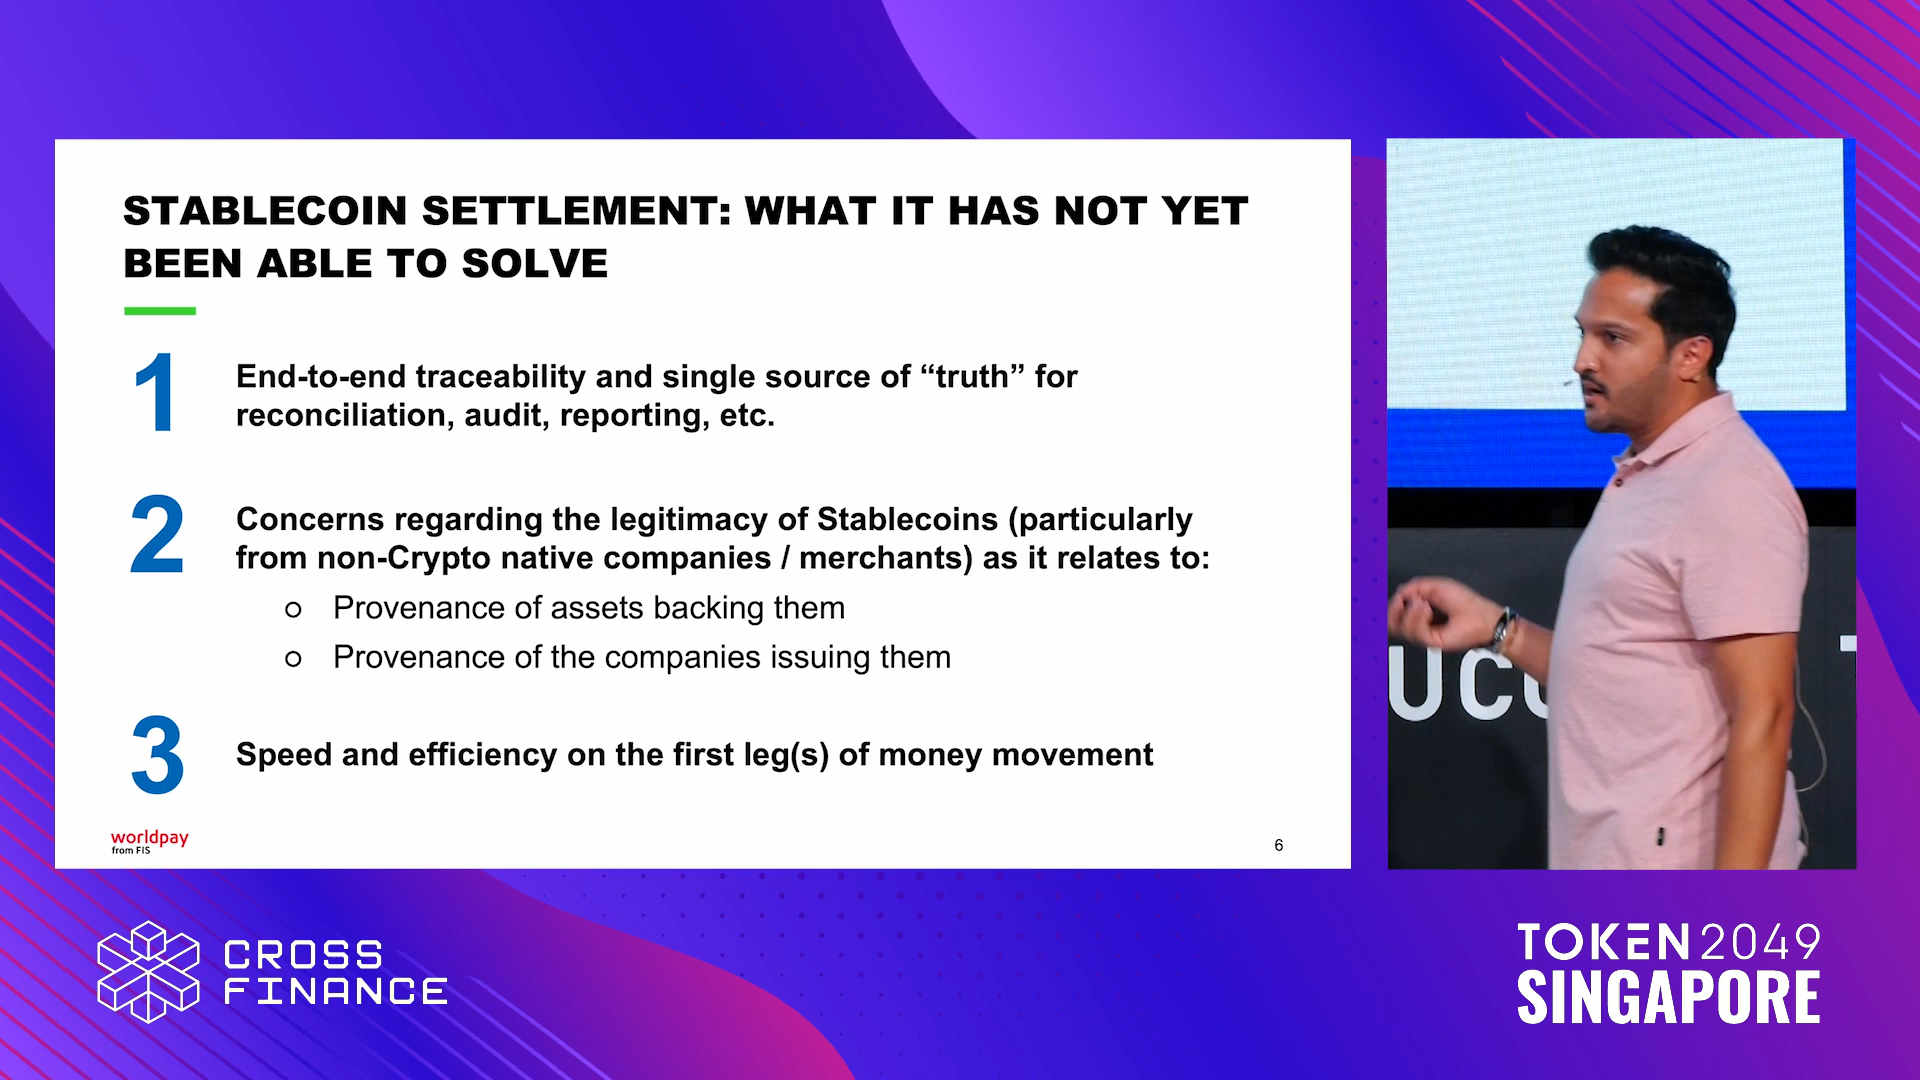 STABLECOIN SETTLEMENT: WHAT IT HAS NOT YET
BEEN ABLE TO SOLVE
1
End-to-end traceability and single source of “truth” for
reconciliation, audit, reporting, etc.
2
Concerns regarding the legitimacy of Stablecoins (particularly
from non-Crypto native companies / merchants) as it relates to:
○ Provenance of assets backing them
○ Provenance of the companies issuing them
3
Speed and efficiency on the first leg(s) of money movement
worldpay
from FIS
6
CROSS
FINANCE
TOKEN2049
SINGAPORE